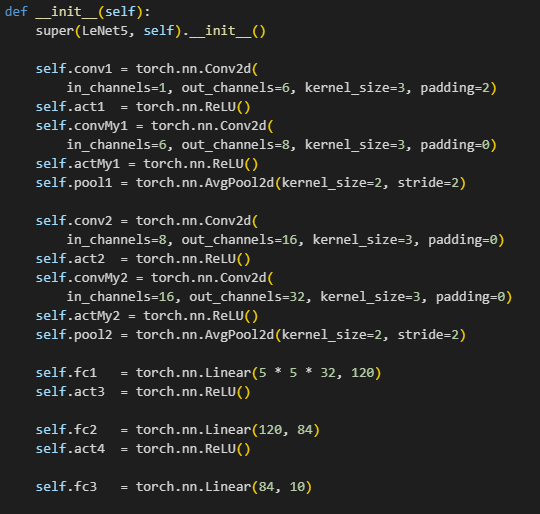 def __init__(self):
    super(LeNet5, self).__init__()

    self.conv1 = torch.nn.Conv2d(
        in_channels=1, out_channels=6, kernel_size=3, padding=2)
    self.act1  = torch.nn.ReLU()
    self.convMy1 = torch.nn.Conv2d(
        in_channels=6, out_channels=8, kernel_size=3, padding=0)
    self.actMy1 = torch.nn.ReLU()
    self.pool1 = torch.nn.AvgPool2d(kernel_size=2, stride=2)

    self.conv2 = torch.nn.Conv2d(
        in_channels=8, out_channels=16, kernel_size=3, padding=0)
    self.act2  = torch.nn.ReLU()
    self.convMy2 = torch.nn.Conv2d(
        in_channels=16, out_channels=32, kernel_size=3, padding=0)
    self.actMy2 = torch.nn.ReLU()
    self.pool2 = torch.nn.AvgPool2d(kernel_size=2, stride=2)

    self.fc1   = torch.nn.Linear(5 * 5 * 32, 120)
    self.act3  = torch.nn.ReLU()

    self.fc2   = torch.nn.Linear(120, 84)
    self.act4  = torch.nn.ReLU()

    self.fc3   = torch.nn.Linear(84, 10)